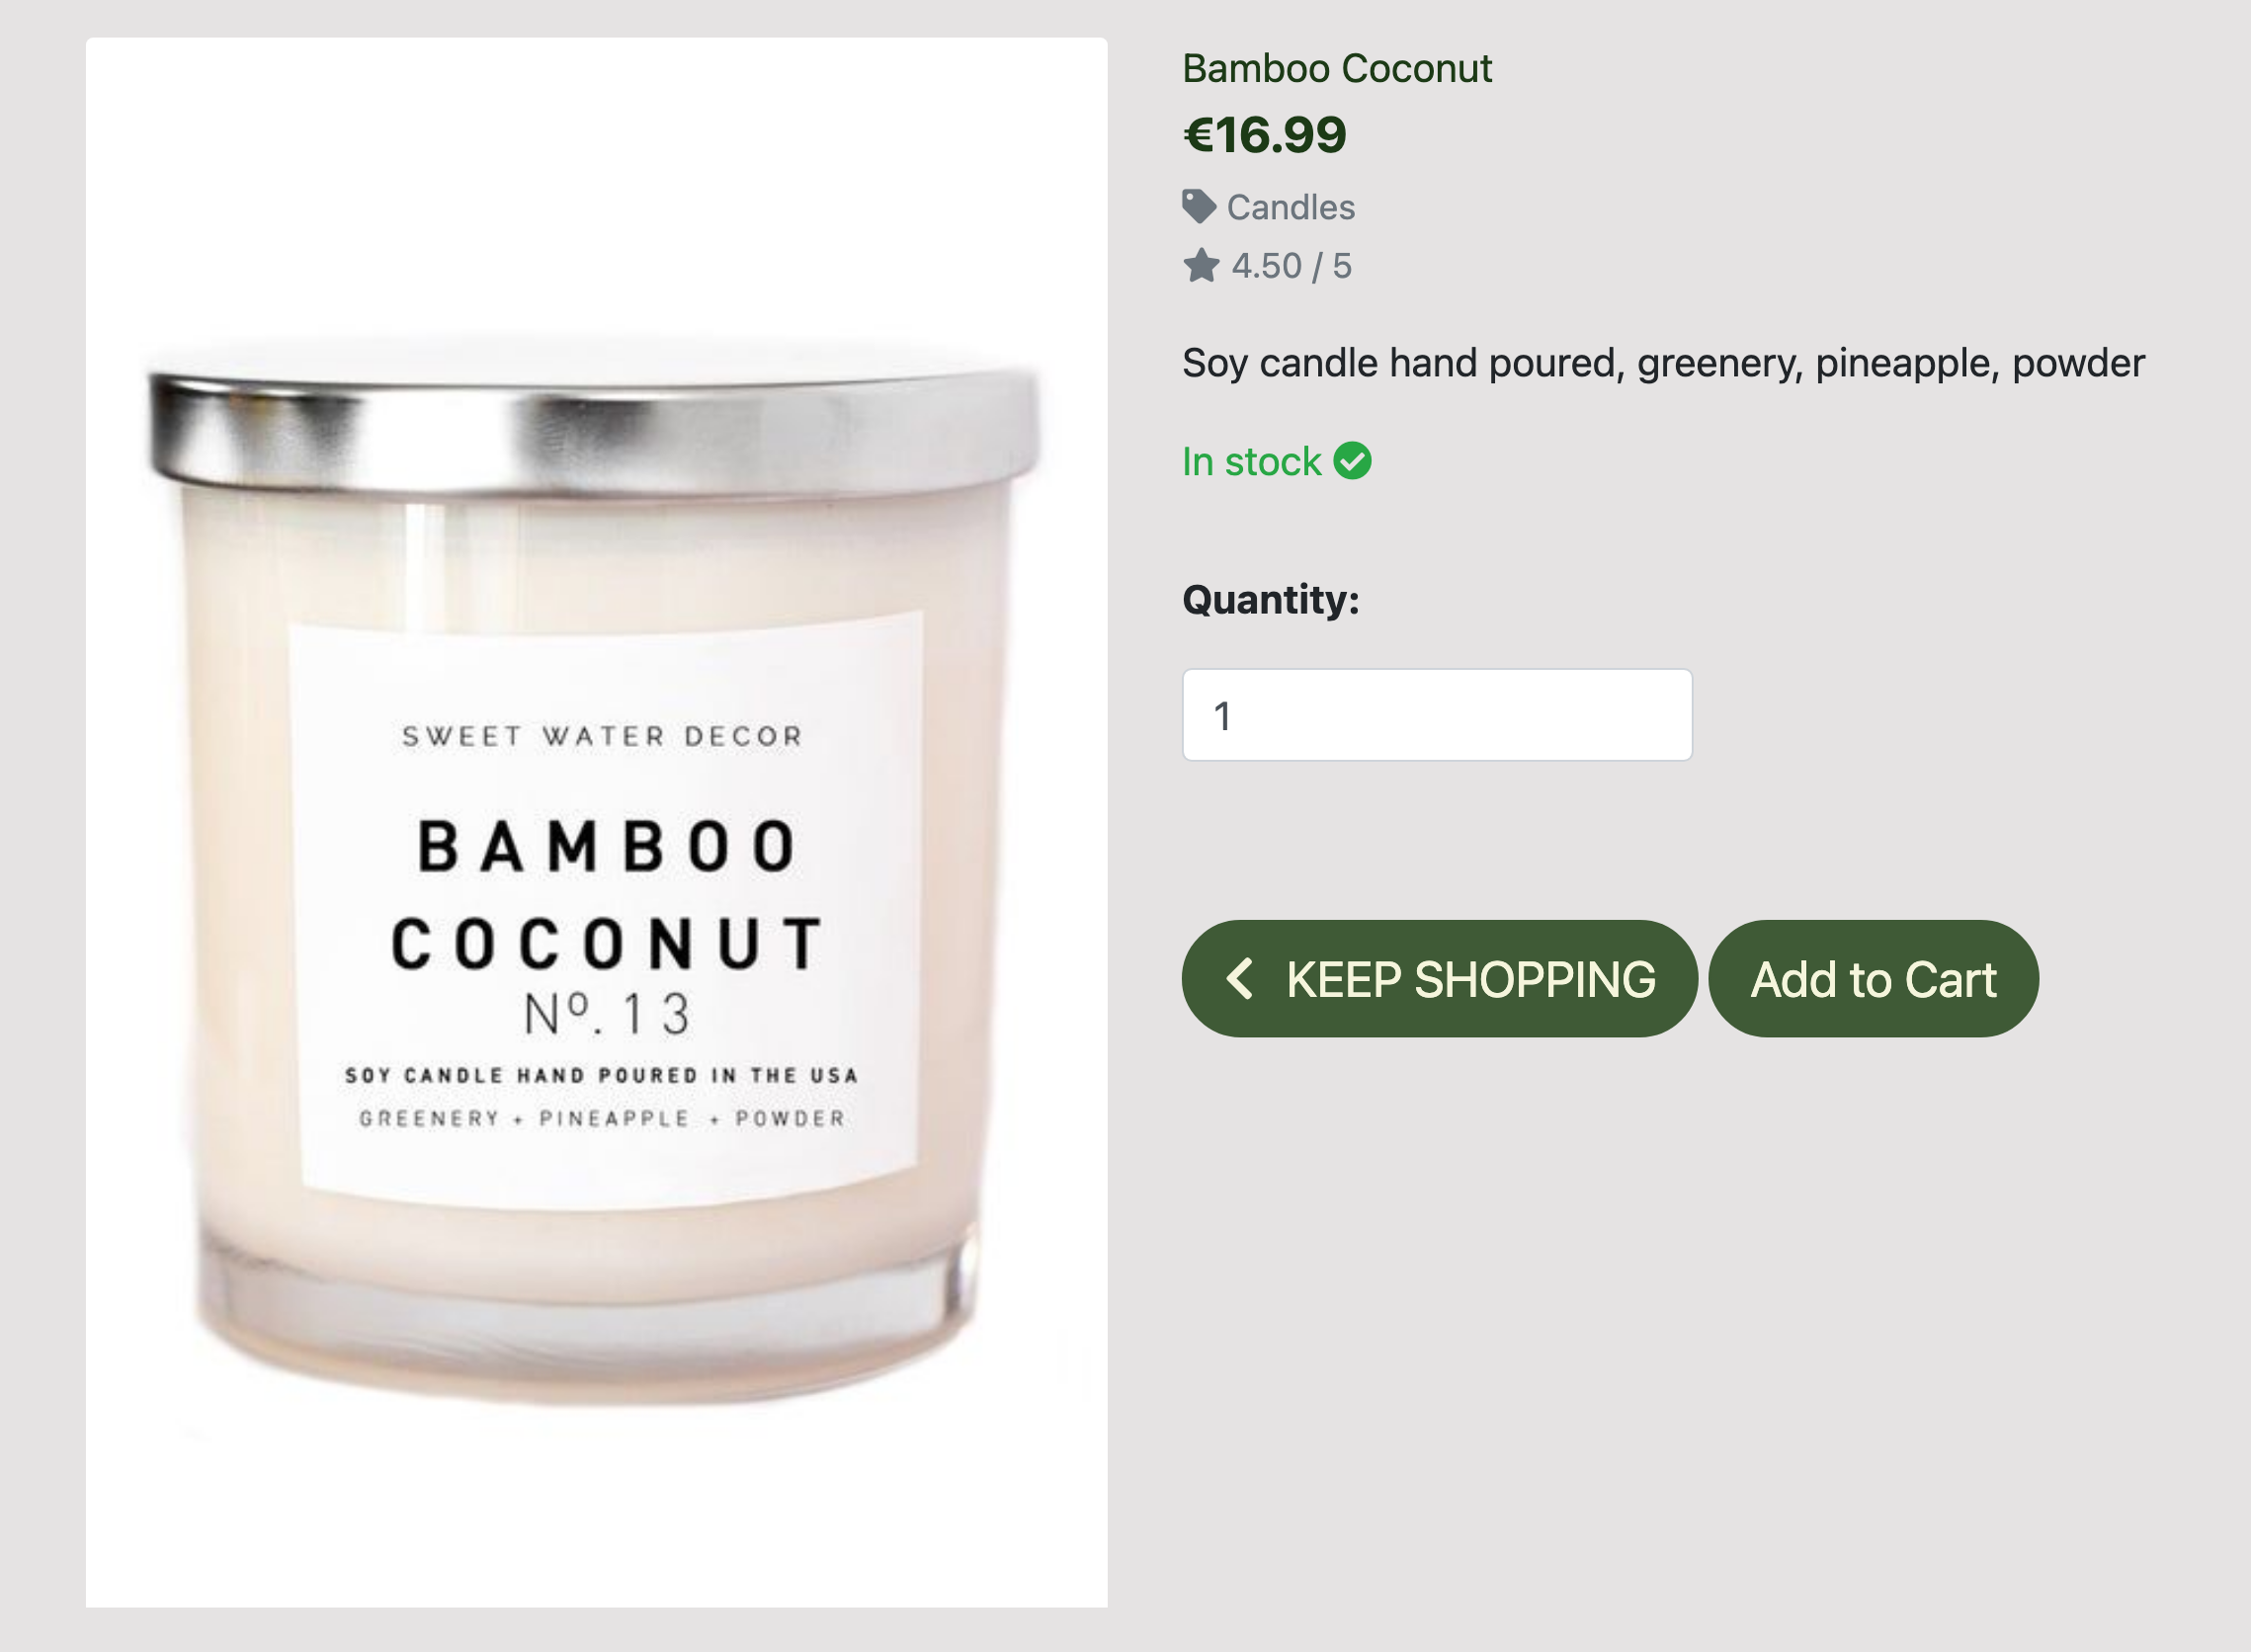 SWEET WATER DECOR
BAMBOO
COCONUT
Nº.13
SOY CANDLE HAND POURED IN THE USA
GREENERY + PINEAPPLE + POWDER
Bamboo Coconut
€16.99
Candles
4.50 / 5
Soy candle hand poured, greenery, pineapple, powder
In stock
Quantity:
1
KEEP SHOPPING
Add to Cart